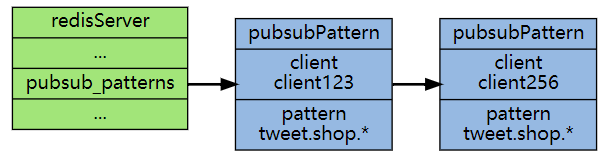 redisServer
...
pubsub_patterns
...
pubsubPattern
client
client123
pattern
tweet.shop.*
pubsubPattern
client
client256
pattern
tweet.shop.*